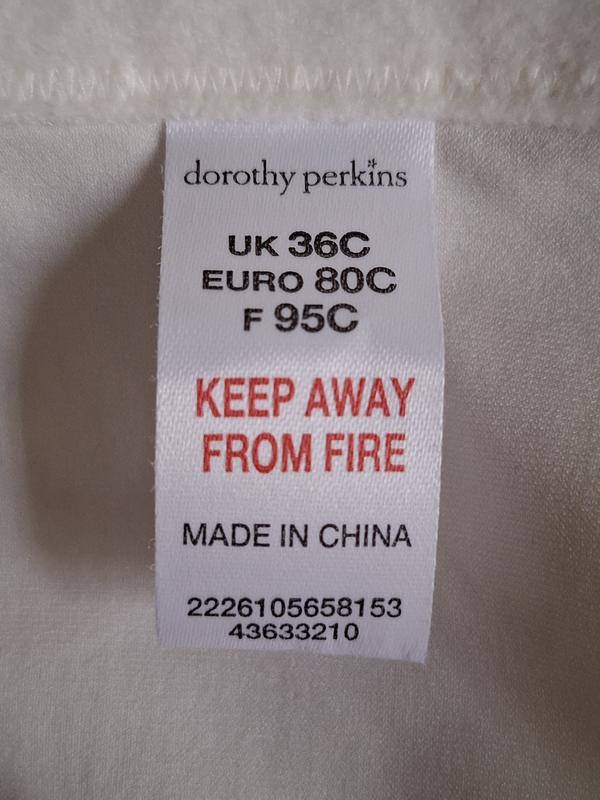 dorothy perkins
UK 36C
EURO 80C
F 95C
KEEP AWAY
FROM FIRE
MADE IN CHINA
2226105658153
43633210